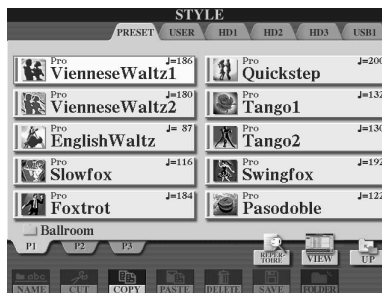 STYLE
PRESET USER HD1 HD2 HD3 USB1
Pro ♩=186
VienneseWaltz1
Pro ♩=200
Quickstep
Pro ♩=180
VienneseWaltz2
Pro ♩=132
Tango1
Pro ♩= 87
EnglishWaltz
Pro ♩=130
Tango2
Pro ♩=116
Slowfox
Pro ♩=192
Swingfox
Pro ♩=184
Foxtrot
Pro ♩=122
Pasodoble
Ballroom
P1 P2 P3
REPER-
TOIRE
VIEW
UP
abc
NAME CUT COPY PASTE DELETE SAVE FOLDER